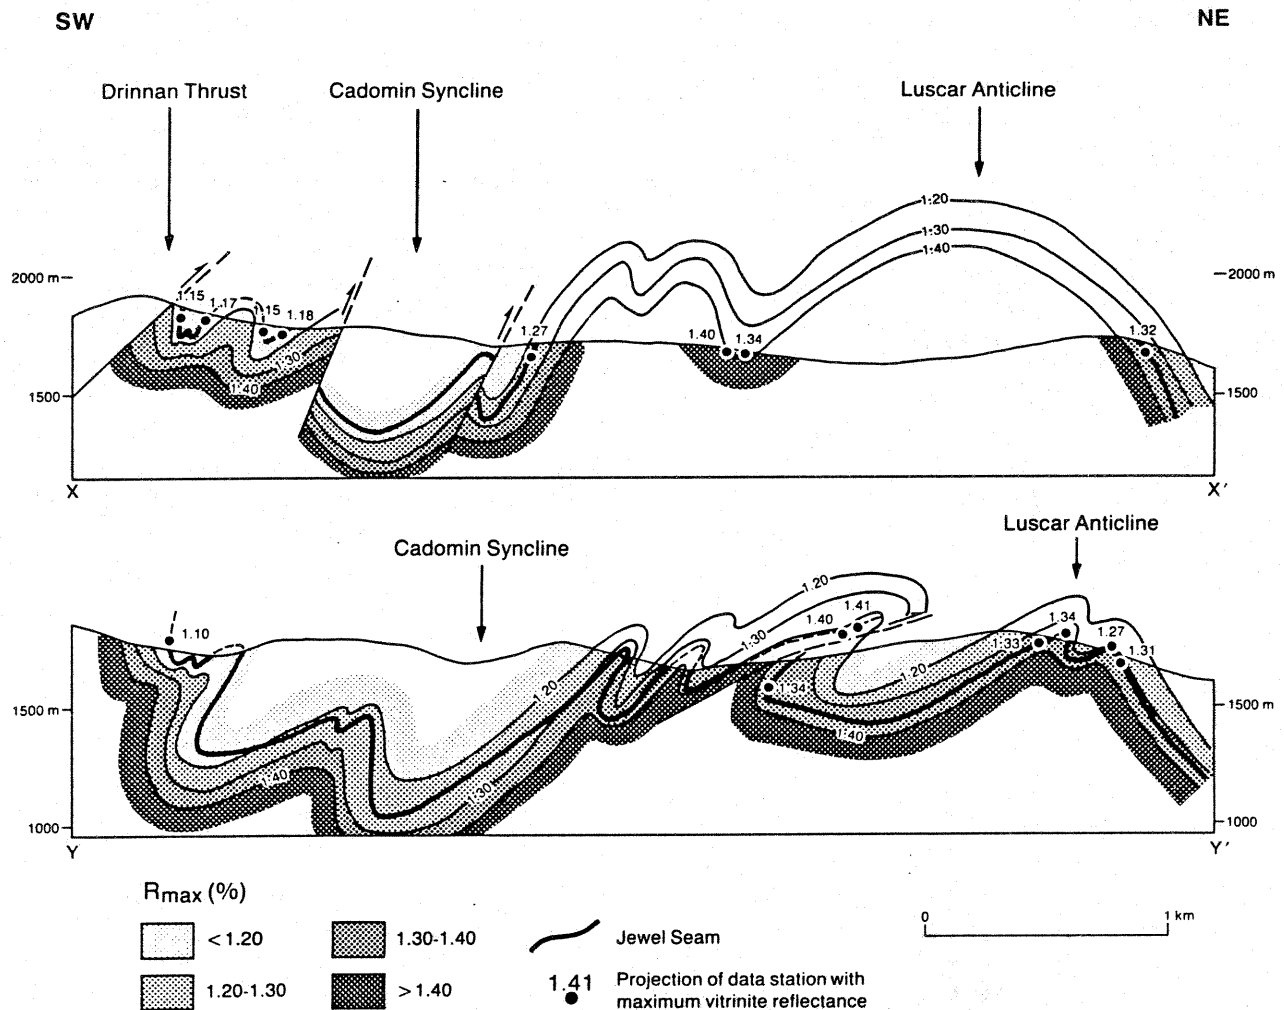 SW
NE
Drinnan Thrust
Cadomin Syncline
Luscar Anticline
1:20
1:30
1:40
2000 m
2000 m
1.15
1.17
1.15
1.18
1.27
1.40
1.34
1.32
1:30
1:40
1500
1500
X
X′
Luscar Anticline
Cadomin Syncline
1.20
1.41
1.40
1.10
1:30
1.34
1.27
1:33
1.31
1.20
1.20
1.34
1500 m
1500 m
1:40
1:40
1:30
1000
1000
Y
Y′
Rmax (%)
<1.20
1.30-1.40
1.20-1.30
>1.40
Jewel Seam
1.41
Projection of data station with
maximum vitrinite reflectance
0
1 km